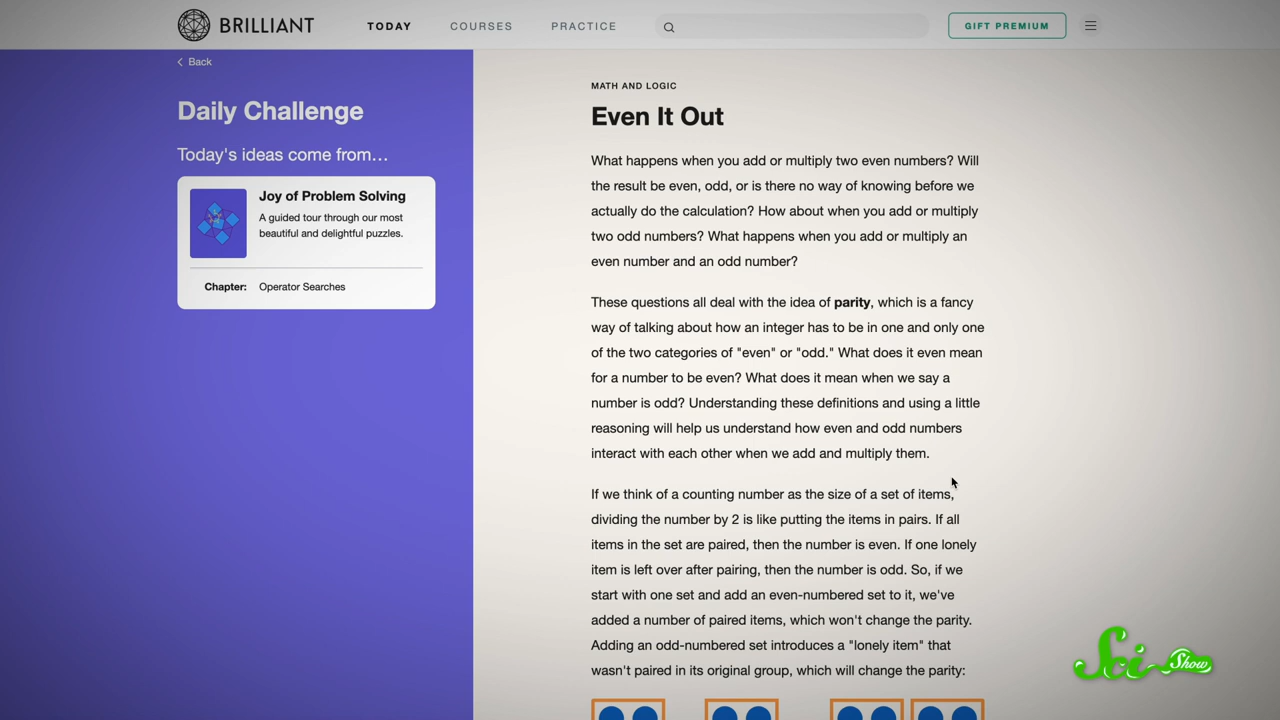 BRILLIANT
TODAY
COURSES
PRACTICE
GIFT PREMIUM
Back
Daily Challenge
Today's ideas come from...
Joy of Problem Solving
A guided tour through our most
beautiful and delightful puzzles.
Chapter: Operator Searches
MATH AND LOGIC
Even It Out
What happens when you add or multiply two even numbers? Will
the result be even, odd, or is there no way of knowing before we
actually do the calculation? How about when you add or multiply
two odd numbers? What happens when you add or multiply an
even number and an odd number?
These questions all deal with the idea of parity, which is a fancy
way of talking about how an integer has to be in one and only one
of the two categories of "even" or "odd." What does it even mean
for a number to be even? What does it mean when we say a
number is odd? Understanding these definitions and using a little
reasoning will help us understand how even and odd numbers
interact with each other when we add and multiply them.
If we think of a counting number as the size of a set of items,
dividing the number by 2 is like putting the items in pairs. If all
items in the set are paired, then the number is even. If one lonely
item is left over after pairing, then the number is odd. So, if we
start with one set and add an even-numbered set to it, we've
added a number of paired items, which won't change the parity.
Adding an odd-numbered set introduces a "lonely item" that
wasn't paired in its original group, which will change the parity:
Sci Show